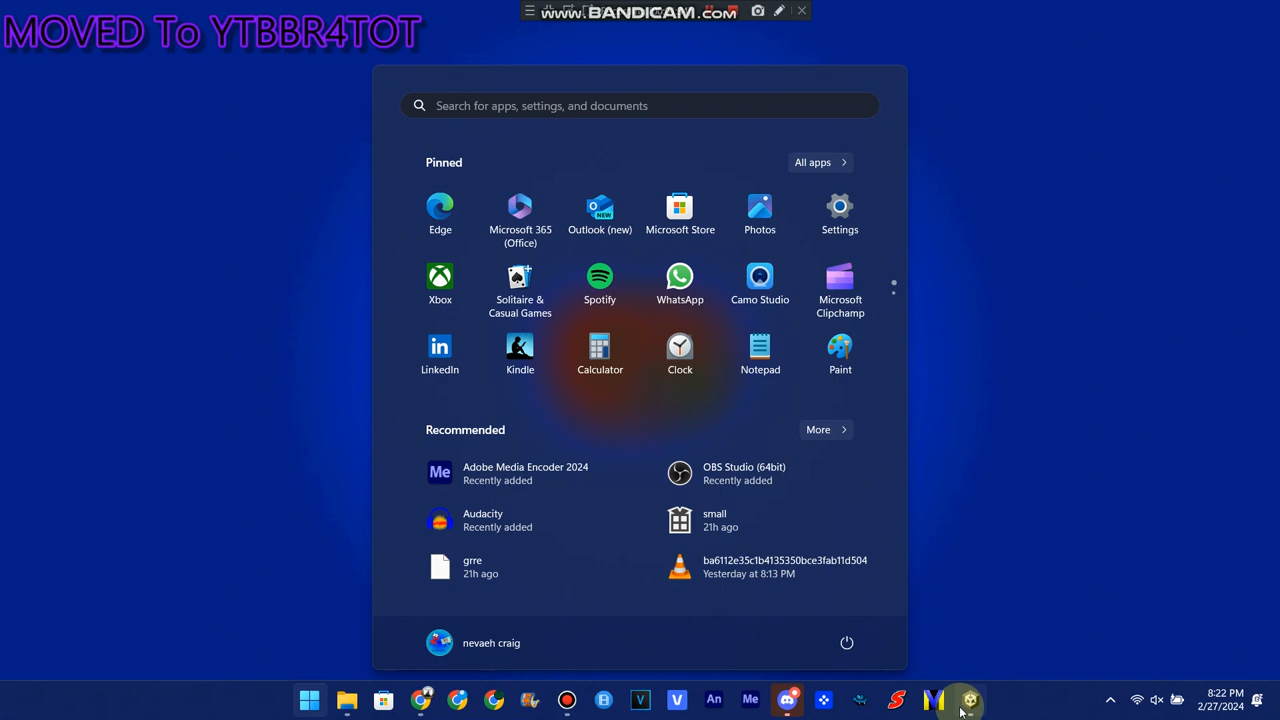 MOVED To YTBBR4TOT
www.BANDICAM.com
Search for apps, settings, and documents
Pinned
All apps
Edge
Microsoft 365
(Office)
Outlook (new)
Microsoft Store
Photos
Settings
Xbox
Solitaire &
Casual Games
Spotify
WhatsApp
Camo Studio
Microsoft
Clipchamp
LinkedIn
Kindle
Calculator
Clock
Notepad
Paint
Recommended
More
Adobe Media Encoder 2024
Recently added
OBS Studio (64bit)
Recently added
Audacity
Recently added
small
21h ago
grre
21h ago
ba6112e35c1b4135350bce3fab11d504
Yesterday at 8:13 PM
nevaeh craig
8:22 PM
2/27/2024